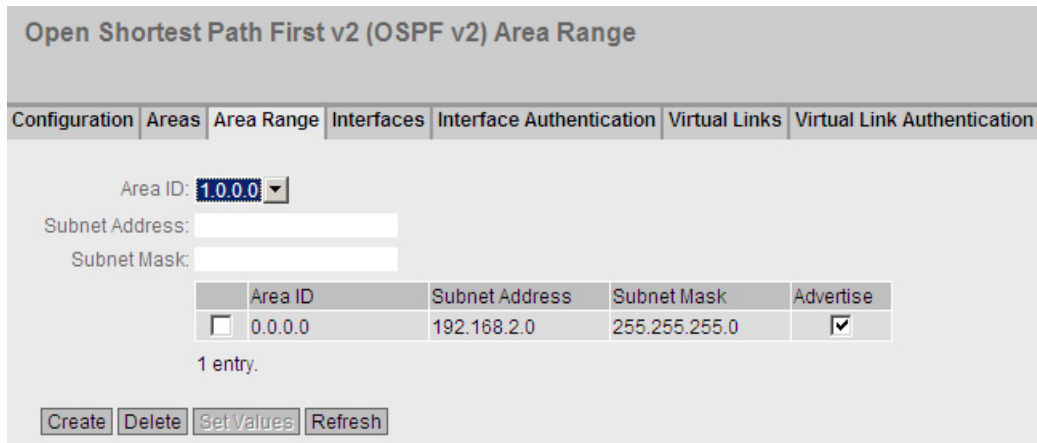 Open Shortest Path First v2 (OSPF v2) Area Range
Configuration Areas Area Range Interfaces Interface Authentication Virtual Links Virtual Link Authentication
Area ID: 1.0.0.0
Subnet Address:
Subnet Mask:
Area ID Subnet Address Subnet Mask Advertise
0.0.0.0 192.168.2.0 255.255.255.0
1 entry.
Create Delete Set Values Refresh